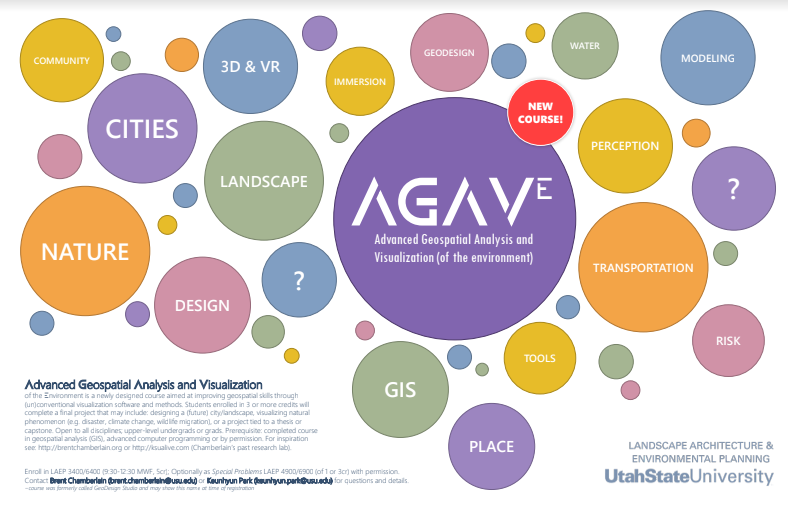 COMMUNITY
3D & VR
IMMERSION
GEODESIGN
WATER
MODELING
CITIES
NEW
COURSE!
PERCEPTION
LANDSCAPE
?
AGAVE
Advanced Geospatial Analysis and
Visualization (of the environment)
NATURE
?
TRANSPORTATION
DESIGN
RISK
TOOLS
GIS
PLACE
Advanced Geospatial Analysis and Visualization
of the Environment is a newly designed course aimed at improving geospatial skills through
(un)conventional visualization software and methods. Students enrolled in 3 or more credits will
complete a final project that may include: designing a (future) city/landscape, visualizing natural
phenomenon (e.g. disaster, climate change, wildlife migration), or a project tied to a thesis or
capstone. Open to all disciplines; upper-level undergrads or grads. Prerequisite: completed course
in geospatial analysis (GIS), advanced computer programming or by permission. For inspiration
see: http://brentchamberlain.org or http://ksualive.com (Chamberlain's past research lab).
Enroll in LAEP 3400/6400 (9:30-12:30 MWF, 5cr); Optionally as Special Problems LAEP 4900/6900 (of 1 or 3cr) with permission.
Contact Brent Chamberlain (brent.chamberlain@usu.edu) or Keunhyun Park (keunhyun.park@usu.edu) for questions and details.
~course was formerly called GeoDesign Studio and may show this name at time of registration
LANDSCAPE ARCHITECTURE &
ENVIRONMENTAL PLANNING
UtahStateUniversity